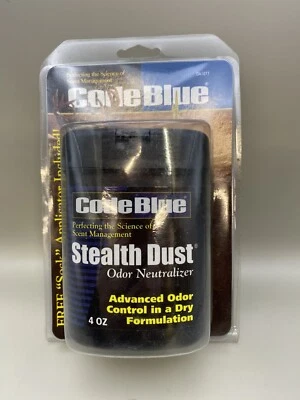 Perfecting the Science of
Scent Management
Code Blue®
FREE "Sock" Applicator Included!
Code Blue®
Perfecting the Science of
Scent Management
Stealth Dust®
Odor Neutralizer
Advanced Odor
Control in a Dry
Formulation
4 OZ